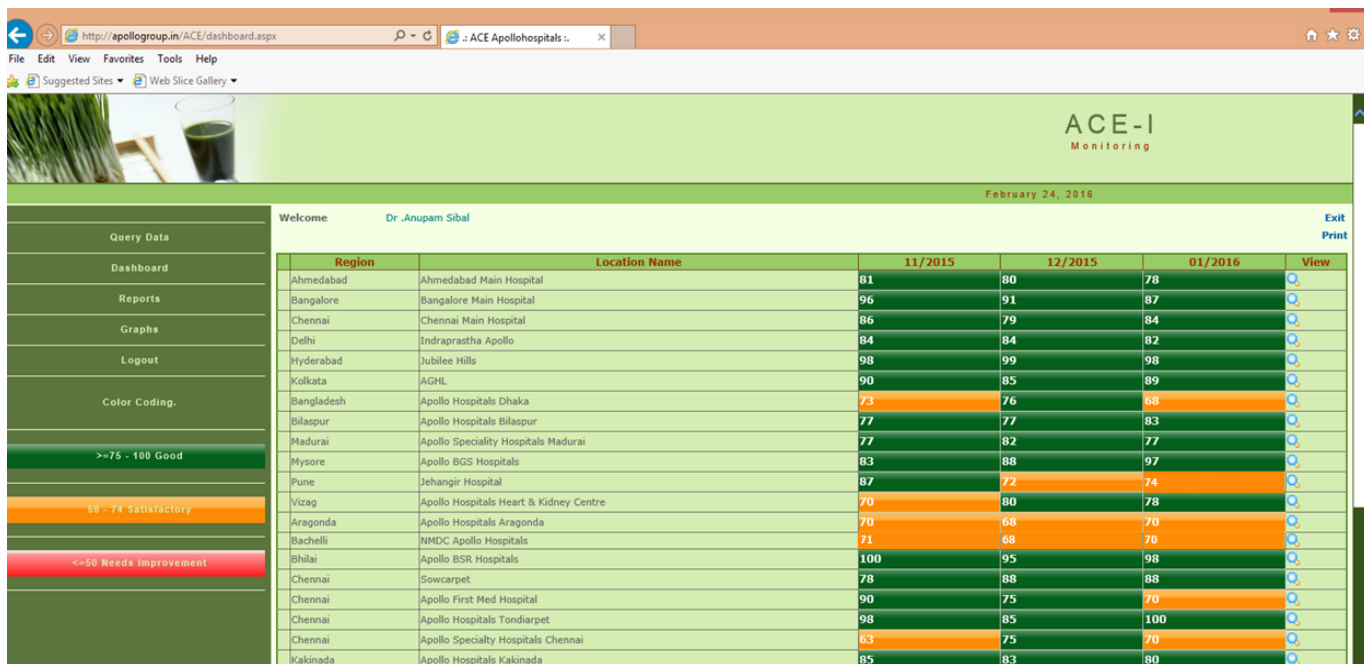 http://apollogroup.in/ACE/dashboard.aspx .: ACE Apollohospitals :.
File Edit View Favorites Tools Help
Suggested Sites Web Slice Gallery
ACE-I
Monitoring
February 24, 2016
Welcome Dr .Anupam Sibal Exit
Print
Query Data
Dashboard
Reports
Graphs
Logout
Color Coding.
>=75 - 100 Good
50 - 74 Satisfactory
<=50 Needs Improvement
Region Location Name 11/2015 12/2015 01/2016 View
Ahmedabad Ahmedabad Main Hospital 81 80 78
Bangalore Bangalore Main Hospital 96 91 87
Chennai Chennai Main Hospital 86 79 84
Delhi Indraprastha Apollo 84 84 82
Hyderabad Jubilee Hills 98 99 98
Kolkata AGHL 90 85 89
Bangladesh Apollo Hospitals Dhaka 73 76 68
Bilaspur Apollo Hospitals Bilaspur 77 77 83
Madurai Apollo Speciality Hospitals Madurai 77 82 77
Mysore Apollo BGS Hospitals 83 88 97
Pune Jehangir Hospital 87 72 74
Vizag Apollo Hospitals Heart & Kidney Centre 70 80 78
Aragonda Apollo Hospitals Aragonda 70 68 70
Bachelli NMDC Apollo Hospitals 71 68 70
Bhilai Apollo BSR Hospitals 100 95 98
Chennai Sowcarpet 78 88 88
Chennai Apollo First Med Hospital 90 75 70
Chennai Apollo Hospitals Tondiarpet 98 85 100
Chennai Apollo Specialty Hospitals Chennai 63 75 70
Kakinada Apollo Hospitals Kakinada 85 83 80